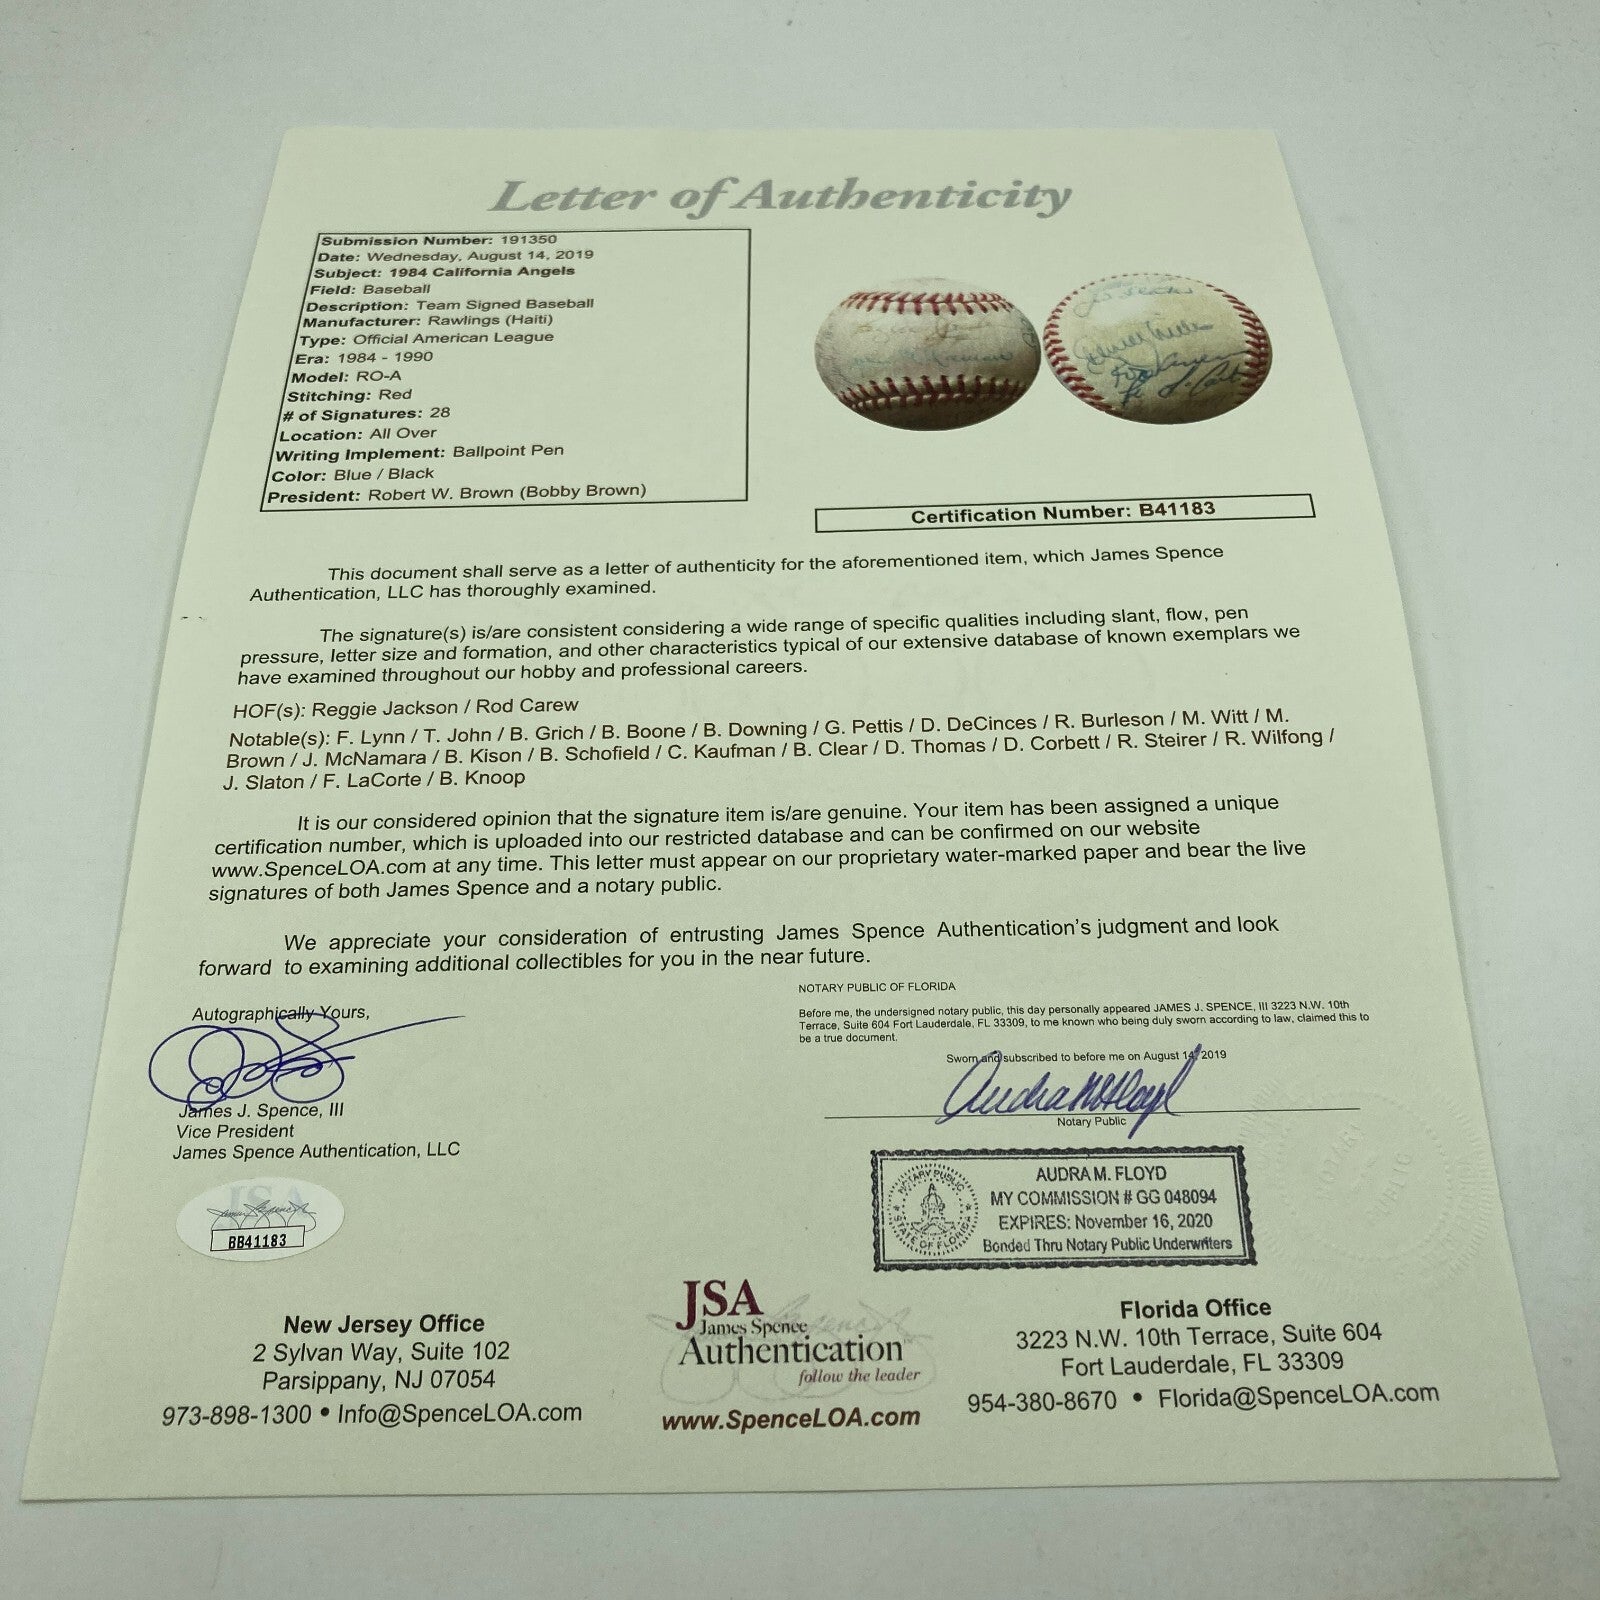 Letter of Authenticity
Submission Number: 191350
Date: Wednesday, August 14, 2019
Subject: 1984 California Angels
Field: Baseball
Description: Team Signed Baseball
Manufacturer: Rawlings (Haiti)
Type: Official American League
Era: 1984 - 1990
Model: RO-A
Stitching: Red
# of Signatures: 28
Location: All Over
Writing Implement: Ballpoint Pen
Color: Blue / Black
President: Robert W. Brown (Bobby Brown)
Certification Number: B41183
This document shall serve as a letter of authenticity for the aforementioned item, which James Spence
Authentication, LLC has thoroughly examined.
The signature(s) is/are consistent considering a wide range of specific qualities including slant, flow, pen
pressure, letter size and formation, and other characteristics typical of our extensive database of known exemplars we
have examined throughout our hobby and professional careers.
HOF(s): Reggie Jackson / Rod Carew
Notable(s): F. Lynn / T. John / B. Grich / B. Boone / B. Downing / G. Pettis / D. DeCinces / R. Burleson / M. Witt / M.
Brown / J. McNamara / B. Kison / B. Schofield / C. Kaufman / B. Clear / D. Thomas / D. Corbett / R. Steirer / R. Wilfong /
J. Slaton / F. LaCorte / B. Knoop
It is our considered opinion that the signature item is/are genuine. Your item has been assigned a unique
certification number, which is uploaded into our restricted database and can be confirmed on our website
www.SpenceLOA.com at any time. This letter must appear on our proprietary water-marked paper and bear the live
signatures of both James Spence and a notary public.
We appreciate your consideration of entrusting James Spence Authentication's judgment and look
forward to examining additional collectibles for you in the near future.
Autographically Yours,
James J. Spence, III
Vice President
James Spence Authentication, LLC
NOTARY PUBLIC OF FLORIDA
Before me, the undersigned notary public, this day personally appeared JAMES J. SPENCE, III 3223 N.W. 10th
Terrace, Suite 604 Fort Lauderdale, FL 33309, to me known who being duly sworn according to law, claimed this to
be a true document.
Sworn and subscribed to before me on August 14, 2019
Audra M Floyd
Notary Public
NOTARY PUBLIC
STATE OF FLORIDA
AUDRA M. FLOYD
MY COMMISSION # GG 048094
EXPIRES: November 16, 2020
Bonded Thru Notary Public Underwriters
JSA
BB41183
New Jersey Office
2 Sylvan Way, Suite 102
Parsippany, NJ 07054
973-898-1300 • Info@SpenceLOA.com
JSA
James Spence
Authentication
follow the leader
www.SpenceLOA.com
Florida Office
3223 N.W. 10th Terrace, Suite 604
Fort Lauderdale, FL 33309
954-380-8670 • Florida@SpenceLOA.com